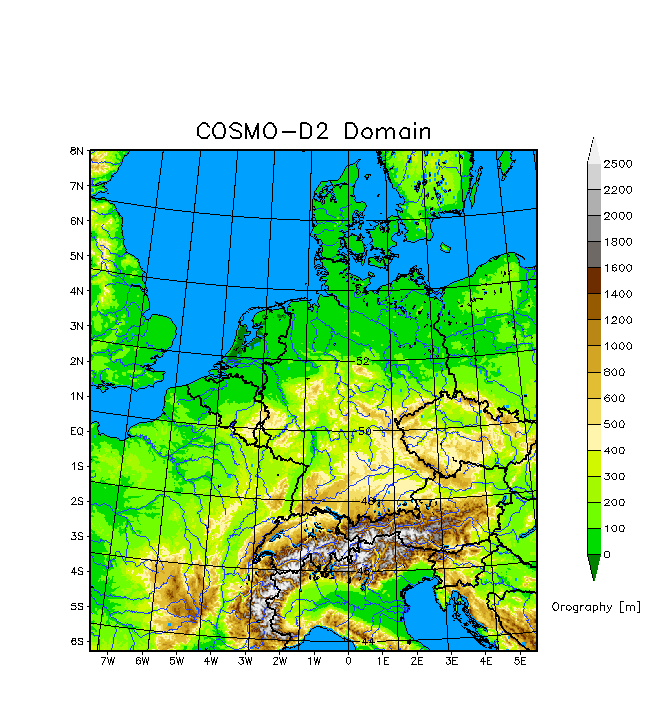 COSMO-D2 Domain
8N
7N
6N
5N
4N
3N
2N
1N
EQ
1S
2S
3S
4S
5S
6S
7W
6W
5W
4W
3W
2W
1W
0
1E
2E
3E
4E
5E
52
50
48
46
44
2500
2200
2000
1800
1600
1400
1200
1000
800
600
500
400
300
200
100
0
Orography [m]